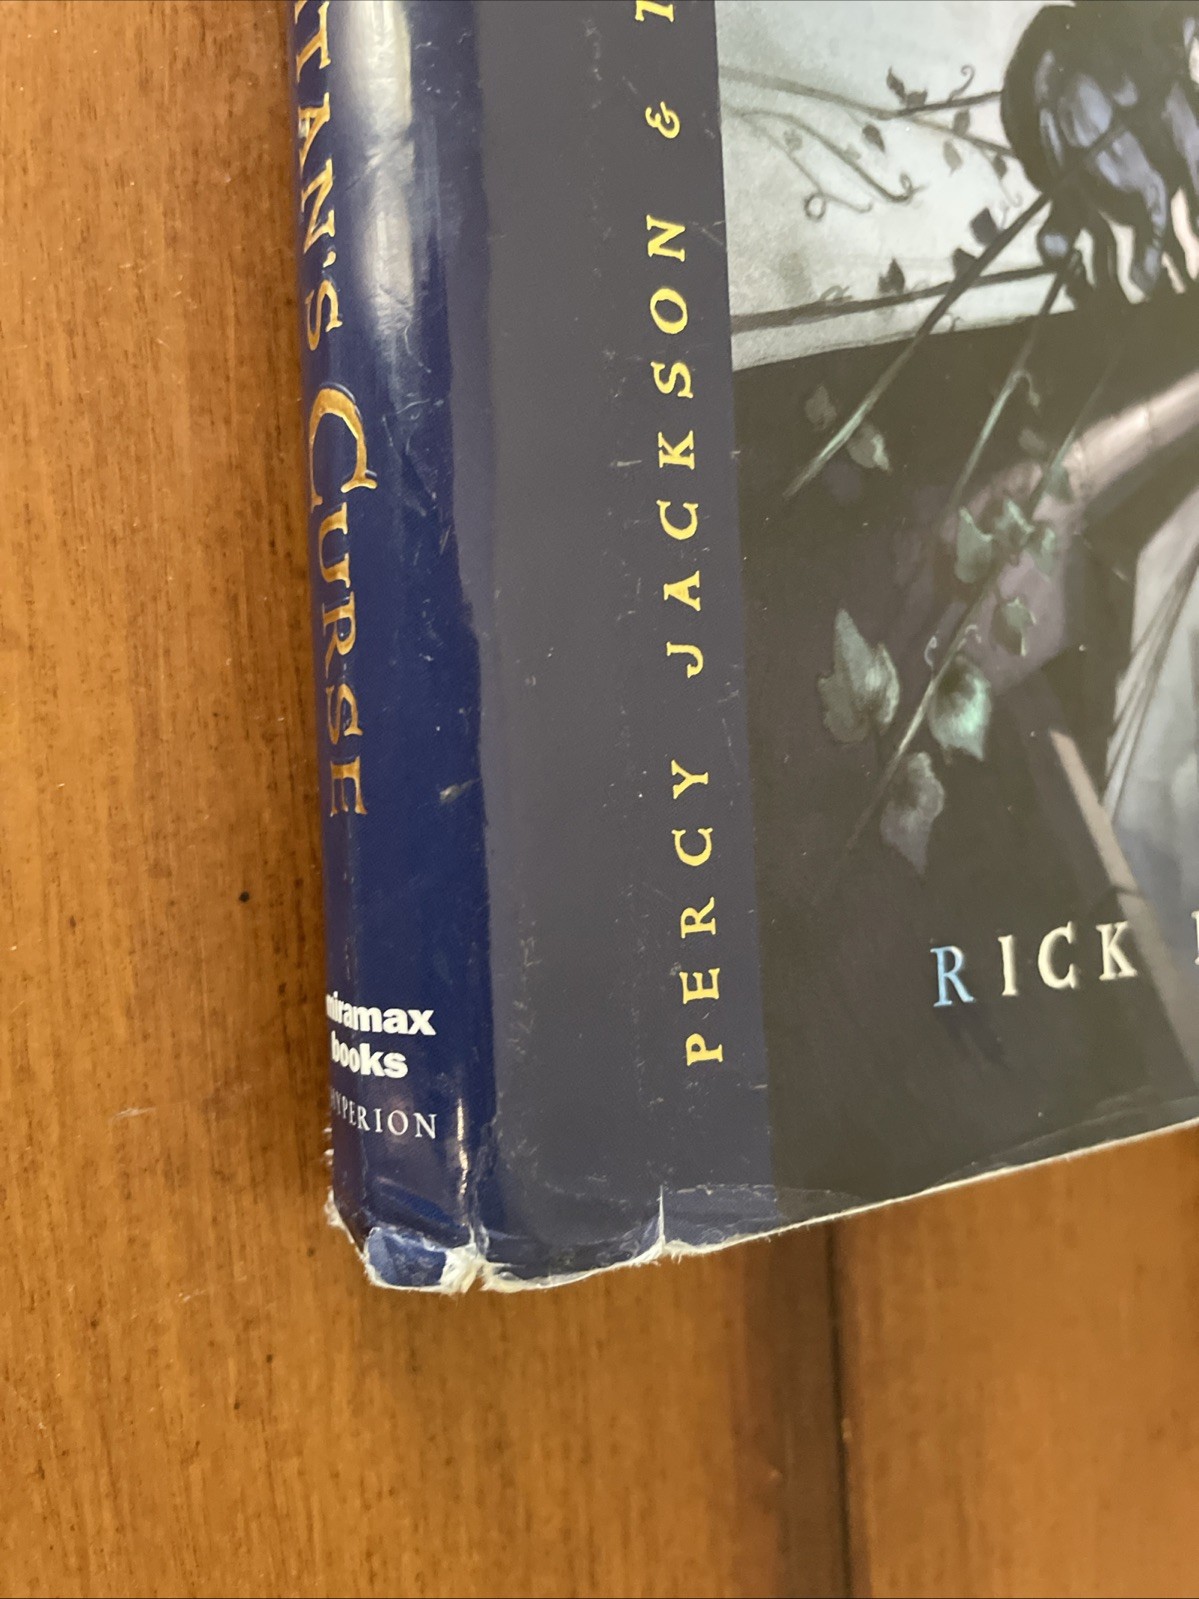 TAN'S CURSE
miramax
books
HYPERION
PERCY JACKSON &
RICK